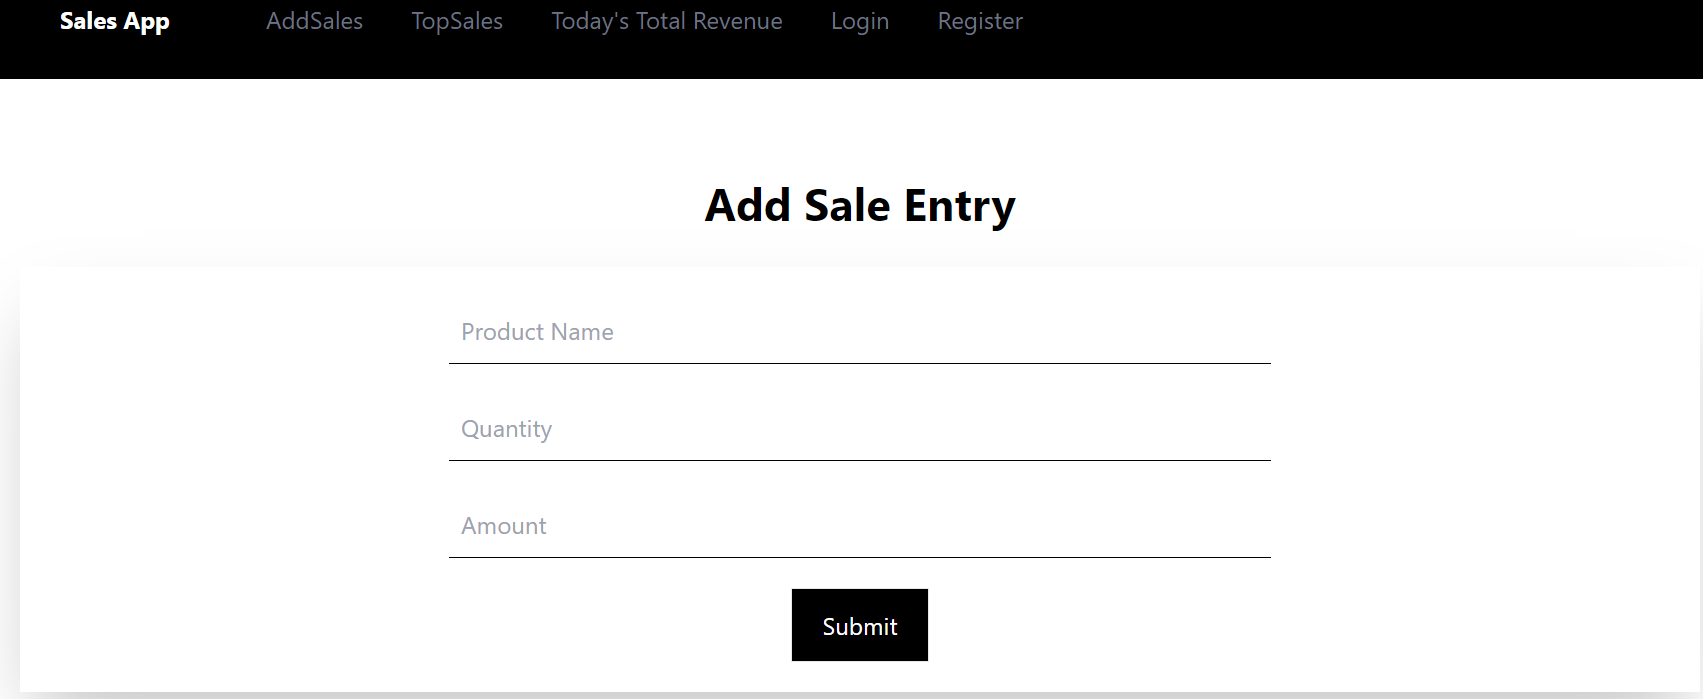 Sales App AddSales TopSales Today's Total Revenue Login Register
Add Sale Entry
Product Name
Quantity
Amount
Submit